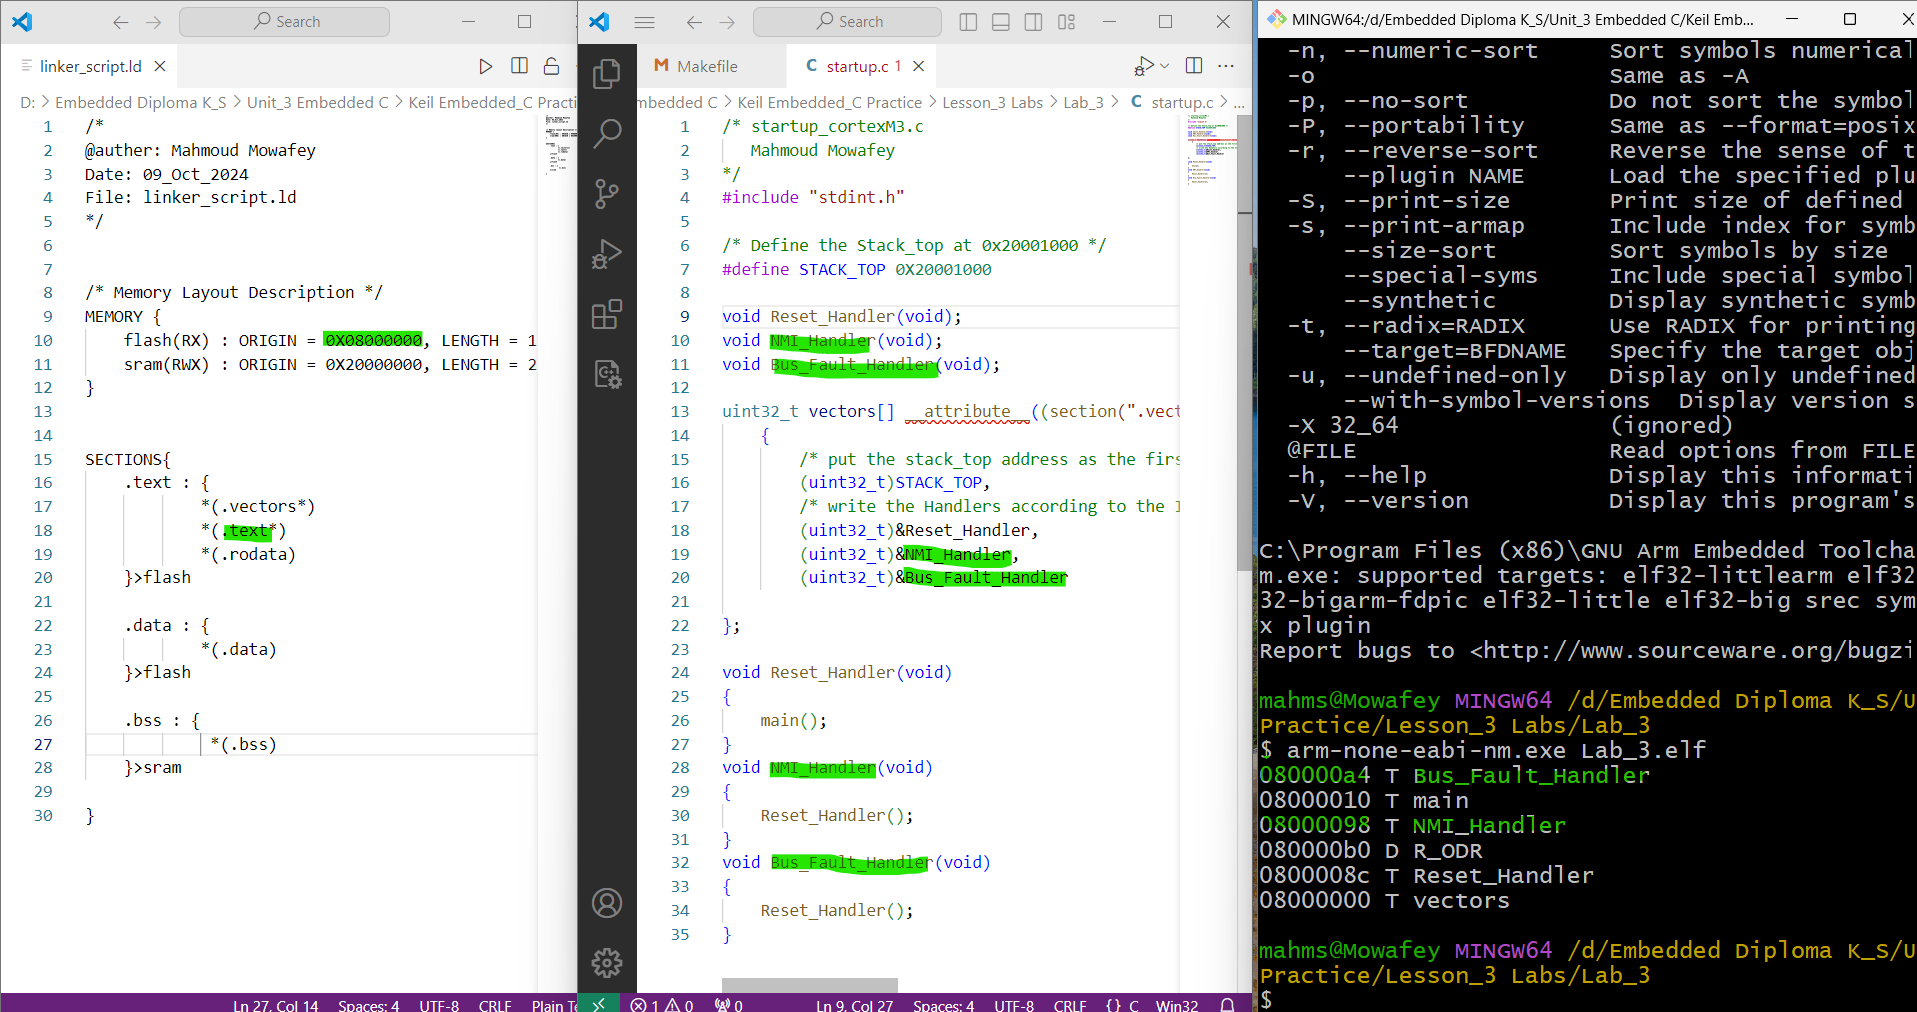 Search
linker_script.ld
D: > Embedded Diploma K_S > Unit_3 Embedded C > Keil Embedded_C Practi
1 /*
2 @auther: Mahmoud Mowafey
3 Date: 09_Oct_2024
4 File: linker_script.ld
5 */
6
7
8 /* Memory Layout Description */
9 MEMORY {
10 flash(RX) : ORIGIN = 0X08000000, LENGTH = 1
11 sram(RWX) : ORIGIN = 0X20000000, LENGTH = 2
12 }
13
14
15 SECTIONS{
16 .text : {
17 *(.vectors*)
18 *(.text*)
19 *(.rodata)
20 }>flash
21
22 .data : {
23 *(.data)
24 }>flash
25
26 .bss : {
27 *(.bss)
28 }>sram
29
30 }
Ln 27, Col 14 Spaces: 4 UTF-8 CRLF Plain Te
Search
M Makefile
C startup.c 1
mbedded C > Keil Embedded_C Practice > Lesson_3 Labs > Lab_3 > C startup.c > ...
1 /* startup_cortexM3.c
2 Mahmoud Mowafey
3 */
4 #include "stdint.h"
5
6 /* Define the Stack_top at 0x20001000 */
7 #define STACK_TOP 0X20001000
8
9 void Reset_Handler(void);
10 void NMI_Handler(void);
11 void Bus_Fault_Handler(void);
12
13 uint32_t vectors[] __attribute__((section(".vect
14 {
15 /* put the stack_top address as the firs
16 (uint32_t)STACK_TOP,
17 /* write the Handlers according to the I
18 (uint32_t)&Reset_Handler,
19 (uint32_t)&NMI_Handler,
20 (uint32_t)&Bus_Fault_Handler
21
22 };
23
24 void Reset_Handler(void)
25 {
26 main();
27 }
28 void NMI_Handler(void)
29 {
30 Reset_Handler();
31 }
32 void Bus_Fault_Handler(void)
33 {
34 Reset_Handler();
35 }
1 0 0 Ln 9, Col 27 Spaces: 4 UTF-8 CRLF {} C Win32
MINGW64:/d/Embedded Diploma K_S/Unit_3 Embedded C/Keil Emb...
-n, --numeric-sort Sort symbols numerical
-o Same as -A
-p, --no-sort Do not sort the symbol
-P, --portability Same as --format=posix
-r, --reverse-sort Reverse the sense of t
--plugin NAME Load the specified plu
-S, --print-size Print size of defined
-s, --print-armap Include index for symb
--size-sort Sort symbols by size
--special-syms Include special symbol
--synthetic Display synthetic symb
-t, --radix=RADIX Use RADIX for printing
--target=BFDNAME Specify the target obj
-u, --undefined-only Display only undefined
--with-symbol-versions Display version s
-X 32_64 (ignored)
@FILE Read options from FILE
-h, --help Display this informati
-V, --version Display this program's
C:\Program Files (x86)\GNU Arm Embedded Toolcha
m.exe: supported targets: elf32-littlearm elf32
32-bigarm-fdpic elf32-little elf32-big srec sym
x plugin
Report bugs to <http://www.sourceware.org/bugzi
mahms@Mowafey MINGW64 /d/Embedded Diploma K_S/U
Practice/Lesson_3 Labs/Lab_3
$ arm-none-eabi-nm.exe Lab_3.elf
080000a4 T Bus_Fault_Handler
08000010 T main
08000098 T NMI_Handler
080000b0 D R_ODR
0800008c T Reset_Handler
08000000 T vectors
mahms@Mowafey MINGW64 /d/Embedded Diploma K_S/U
Practice/Lesson_3 Labs/Lab_3
$